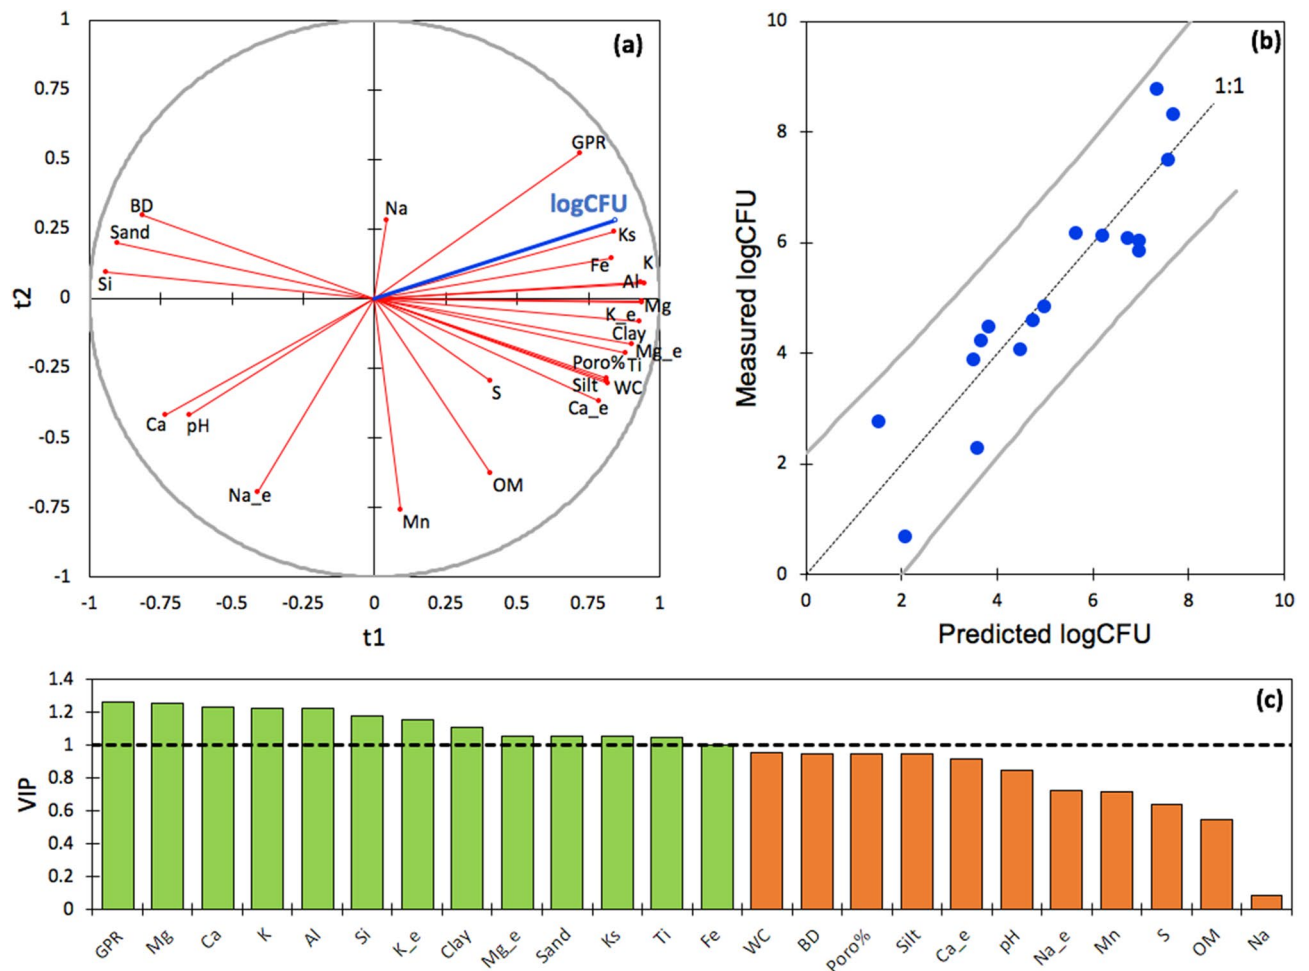 (a)
1
0.75
0.5
0.25
0
-0.25
-0.5
-0.75
-1
t2
GPR
BD
Na
logCFU
Sand
Ks
Fe
K
Al
Si
Mg
K_e
Clay
Mg_e
Poro% Ti
Silt WC
S
Ca_e
Ca pH
OM
Na_e
Mn
-1 -0.75 -0.5 -0.25 0 0.25 0.5 0.75 1
t1
(b)
10
8
6
4
2
0
Measured logCFU
1:1
0 2 4 6 8 10
Predicted logCFU
(c)
1.4
1.2
1
0.8
0.6
0.4
0.2
0
VIP
GPR Mg Ca K Al Si K_e Clay Mg_e Sand Ks Ti Fe WC BD Poro% Silt Ca_e pH Na_e Mn S OM Na